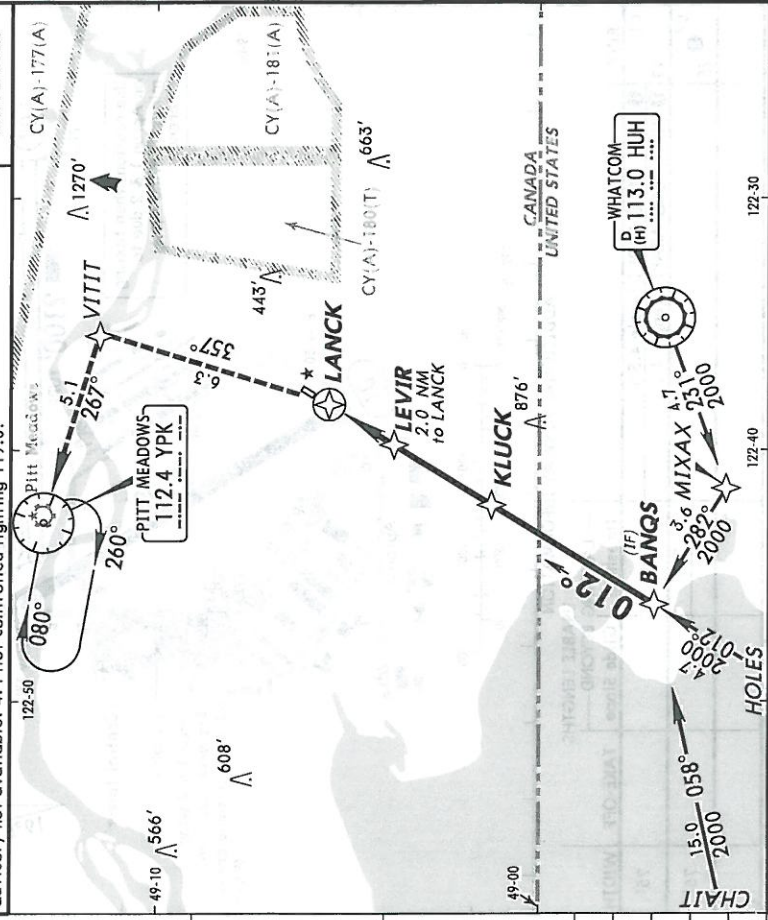 CY(A)-177(A)
CY(A)-181(A)
1270'
663'
VITIT
443'
CY(A)-180(T)
CANADA
UNITED STATES
WHATCOM
D
(H) 113.0 HUH
122-30
Pitt Meadows
5.1
267°
6.3
357°
LANCK
PITT MEADOWS
112.4 YPK
260°
080°
LEVIR
2.0 NM
to LANCK
876'
KLUCK
4.7
231°
2000
MIXAX
122-40
3.6
282°
2000
(IF)
BANQS
012°
4.7
2000
012°
HOLES
122-50
608'
566'
49-10
49-00
15.0
058°
2000
CHAIT